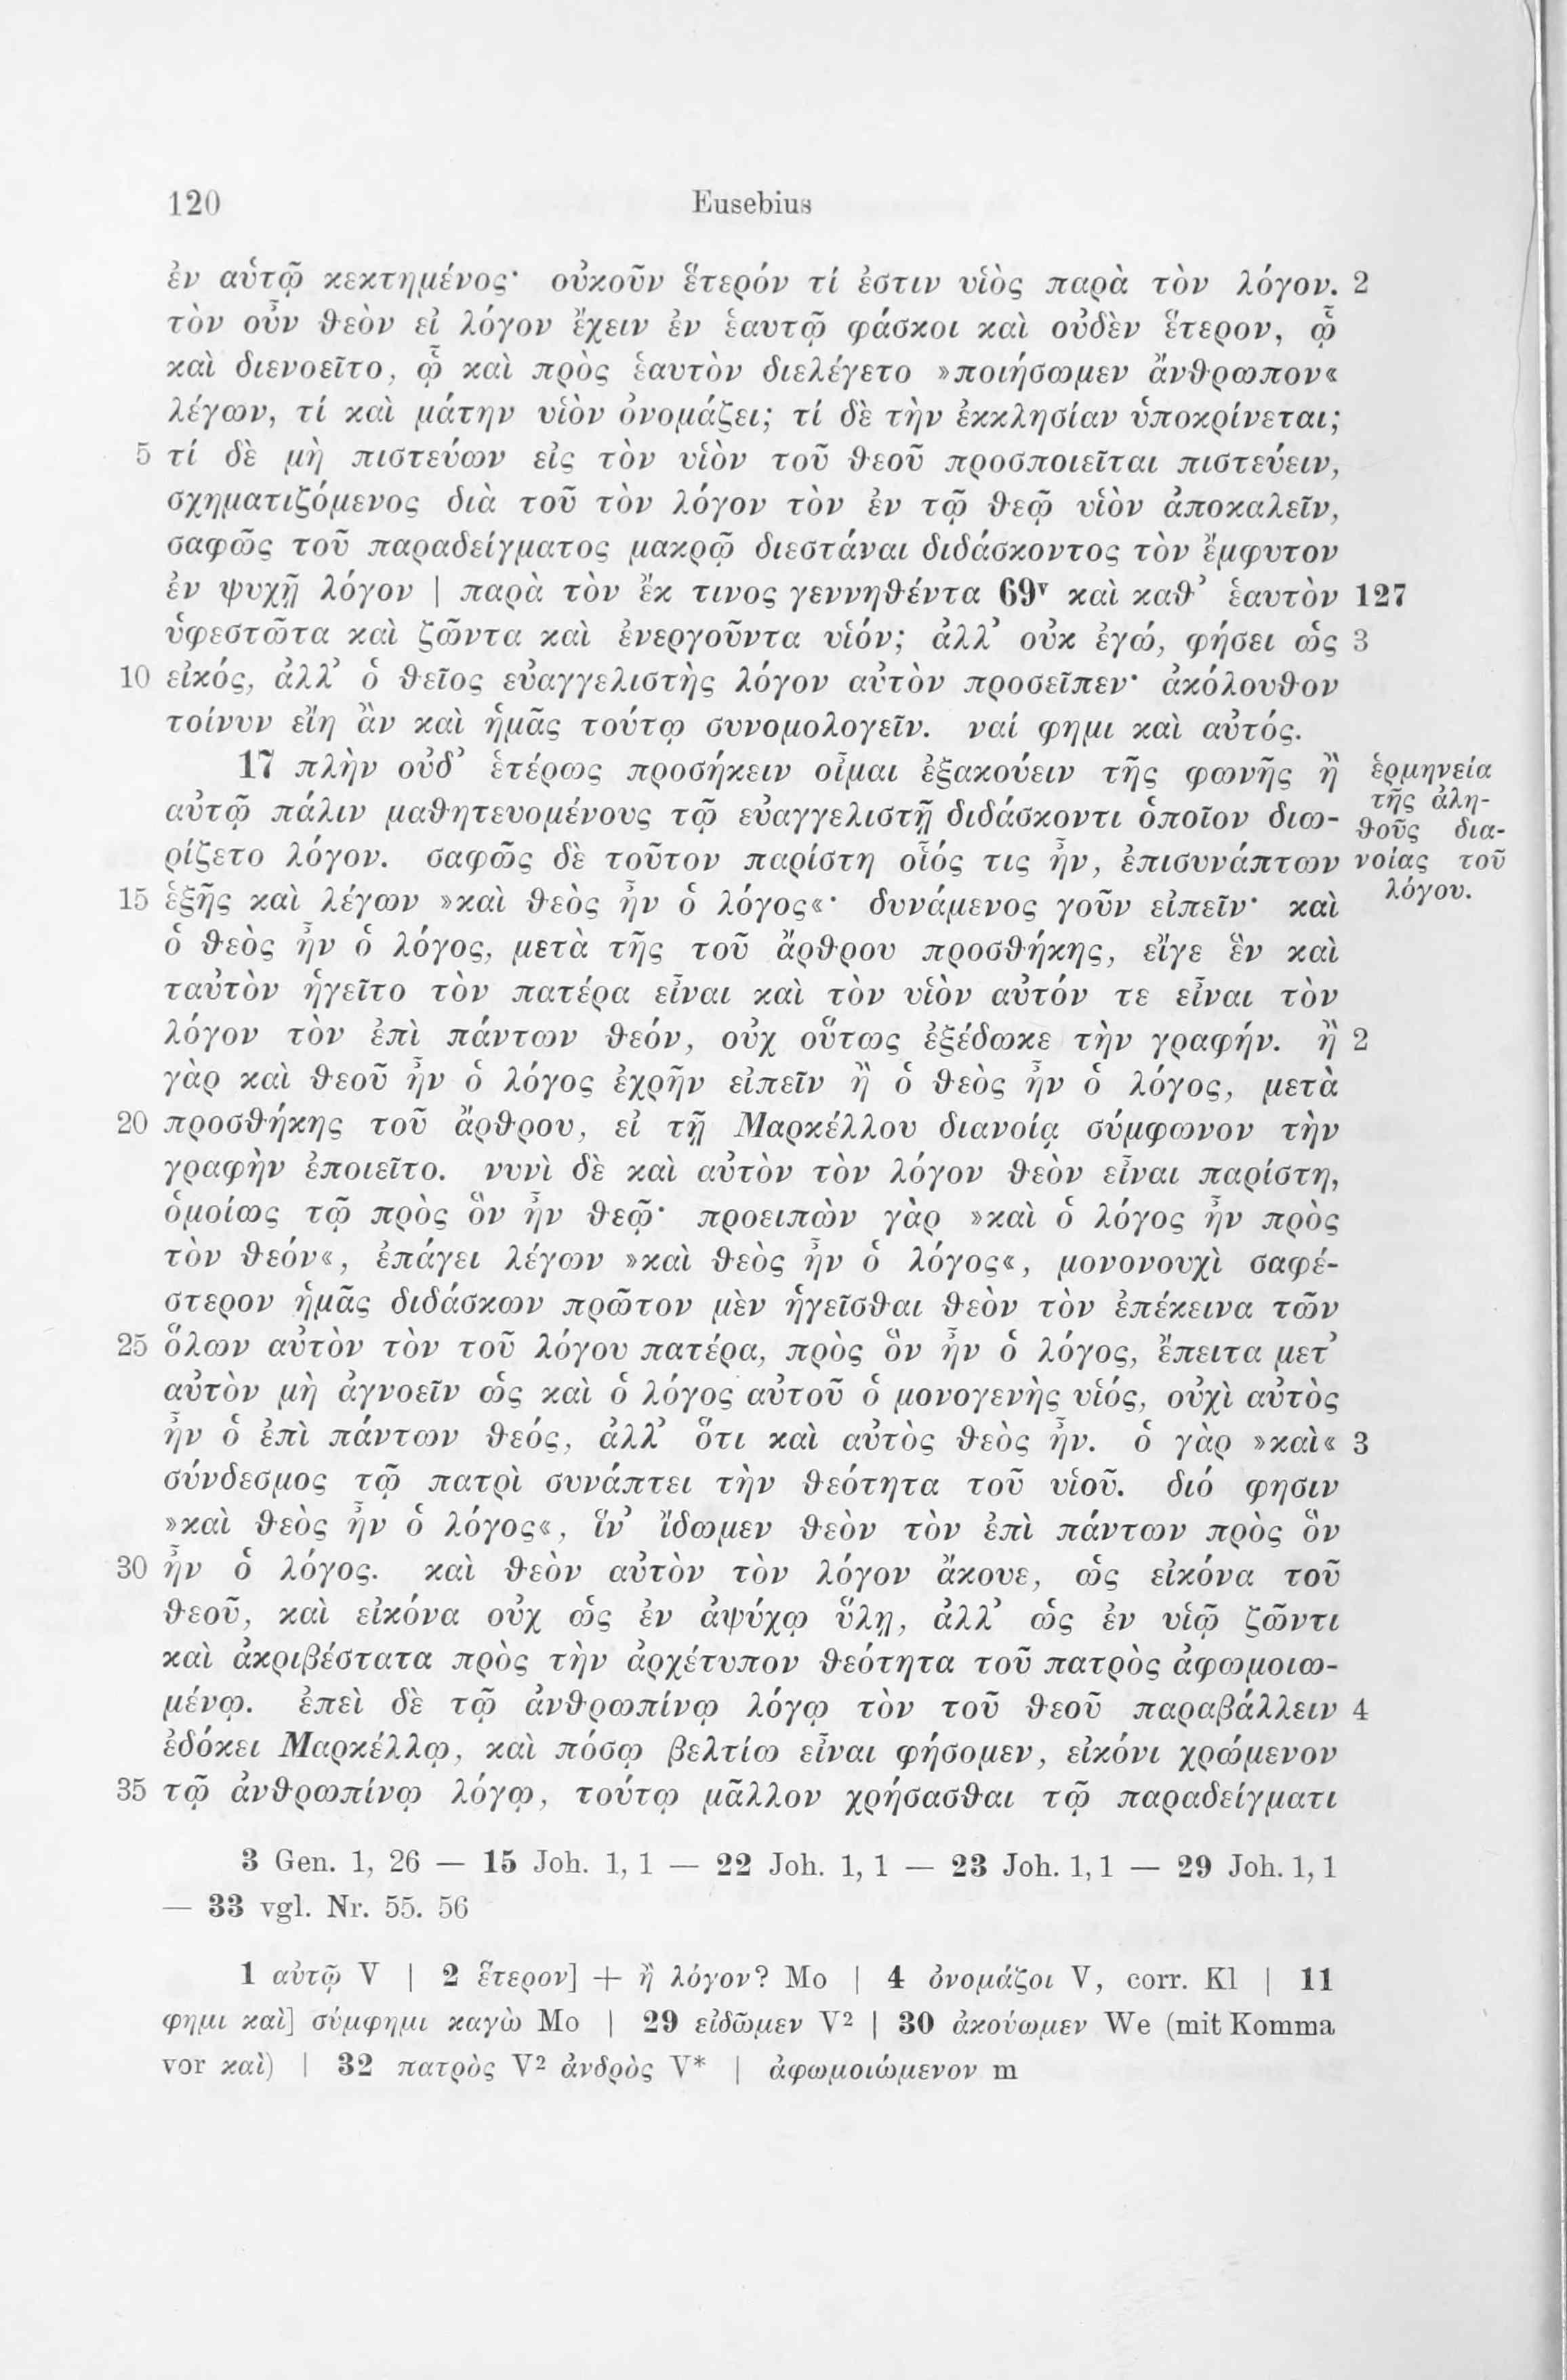 120 Eusebius
ἐν αὑτῷ κεκτημένος· οὐκοῦν ἕτερόν τί ἐστιν υἱὸς παρὰ τὸν λόγον. 2
τὸν οὖν θεὸν εἰ λόγον ἔχειν ἐν ἑαυτῷ φάσκοι καὶ οὐδὲν ἕτερον, ᾧ
καὶ διενοεῖτο, ᾧ καὶ πρὸς ἑαυτὸν διελέγετο »ποιήσωμεν ἄνθρωπον«
λέγων, τί καὶ μάτην υἱὸν ὀνομάζει; τί δὲ τὴν ἐκκλησίαν ὑποκρίνεται;
5 τί δὲ μὴ πιστεύων εἰς τὸν υἱὸν τοῦ θεοῦ προσποιεῖται πιστεύειν,
σχηματιζόμενος διὰ τοῦ τὸν λόγον τὸν ἐν τῷ θεῷ υἱὸν ἀποκαλεῖν,
σαφῶς τοῦ παραδείγματος μακρῷ διεστάναι διδάσκοντος τὸν ἔμφυτον
ἐν ψυχῇ λόγον | παρὰ τὸν ἔκ τινος γεννηθέντα 69ᵛ καὶ καθ᾽ ἑαυτὸν 127
ὑφεστῶτα καὶ ζῶντα καὶ ἐνεργοῦντα υἱόν; ἀλλ᾽ οὐκ ἐγώ, φήσει ὡς 3
10 εἰκός, ἀλλ᾽ ὁ θεῖος εὐαγγελιστὴς λόγον αὐτὸν προσεῖπεν· ἀκόλουθον
τοίνυν εἴη ἂν καὶ ἡμᾶς τούτῳ συνομολογεῖν. ναί φημι καὶ αὐτός.
17 πλὴν οὐδ᾽ ἑτέρως προσήκειν οἶμαι ἐξακούειν τῆς φωνῆς ἢ ἑρμηνεία
αὐτῷ πάλιν μαθητευομένους τῷ εὐαγγελιστῇ διδάσκοντι ὁποῖον διω- τῆς ἀλη-
θοῦς δια-
ρίζετο λόγον. σαφῶς δὲ τοῦτον παρίστη οἷός τις ἦν, ἐπισυνάπτων νοίας τοῦ
15 ἑξῆς καὶ λέγων »καὶ θεὸς ἦν ὁ λόγος«· δυνάμενος γοῦν εἰπεῖν· καὶ λόγου.
ὁ θεὸς ἦν ὁ λόγος, μετὰ τῆς τοῦ ἄρθρου προσθήκης, εἴγε ἓν καὶ
ταὐτὸν ἡγεῖτο τὸν πατέρα εἶναι καὶ τὸν υἱὸν αὐτόν τε εἶναι τὸν
λόγον τὸν ἐπὶ πάντων θεόν, οὐχ οὕτως ἐξέδωκε τὴν γραφήν. ἢ 2
γὰρ καὶ θεοῦ ἦν ὁ λόγος ἐχρῆν εἰπεῖν ἢ ὁ θεὸς ἦν ὁ λόγος, μετὰ
20 προσθήκης τοῦ ἄρθρου, εἰ τῇ Μαρκέλλου διανοίᾳ σύμφωνον τὴν
γραφὴν ἐποιεῖτο. νυνὶ δὲ καὶ αὐτὸν τὸν λόγον θεὸν εἶναι παρίστη,
ὁμοίως τῷ πρὸς ὃν ἦν θεῷ· προειπὼν γὰρ »καὶ ὁ λόγος ἦν πρὸς
τὸν θεόν«, ἐπάγει λέγων »καὶ θεὸς ἦν ὁ λόγος«, μονονουχὶ σαφέ-
στερον ἡμᾶς διδάσκων πρῶτον μὲν ἡγεῖσθαι θεὸν τὸν ἐπέκεινα τῶν
25 ὅλων αὐτὸν τὸν τοῦ λόγου πατέρα, πρὸς ὃν ἦν ὁ λόγος, ἔπειτα μετ᾽
αὐτὸν μὴ ἀγνοεῖν ὡς καὶ ὁ λόγος αὐτοῦ ὁ μονογενὴς υἱός, οὐχὶ αὐτὸς
ἦν ὁ ἐπὶ πάντων θεός, ἀλλ᾽ ὅτι καὶ αὐτὸς θεὸς ἦν. ὁ γὰρ »καὶ« 3
σύνδεσμος τῷ πατρὶ συνάπτει τὴν θεότητα τοῦ υἱοῦ. διό φησιν
»καὶ θεὸς ἦν ὁ λόγος«, ἵν᾽ ἴδωμεν θεὸν τὸν ἐπὶ πάντων πρὸς ὃν
30 ἦν ὁ λόγος. καὶ θεὸν αὐτὸν τὸν λόγον ἄκουε, ὡς εἰκόνα τοῦ
θεοῦ, καὶ εἰκόνα οὐχ ὡς ἐν ἀψύχῳ ὕλῃ, ἀλλ᾽ ὡς ἐν υἱῷ ζῶντι
καὶ ἀκριβέστατα πρὸς τὴν ἀρχέτυπον θεότητα τοῦ πατρὸς ἀφωμοιω-
μένῳ. ἐπεὶ δὲ τῷ ἀνθρωπίνῳ λόγῳ τὸν τοῦ θεοῦ παραβάλλειν 4
ἐδόκει Μαρκέλλῳ, καὶ πόσῳ βελτίω εἶναι φήσομεν, εἰκόνι χρώμενον
35 τῷ ἀνθρωπίνῳ λόγῳ, τούτῳ μᾶλλον χρήσασθαι τῷ παραδείγματι
3 Gen. 1, 26 — 15 Joh. 1, 1 — 22 Joh. 1, 1 — 23 Joh. 1, 1 — 29 Joh. 1, 1
— 33 vgl. Nr. 55. 56
1 αὐτῷ V | 2 ἕτερον] + ἢ λόγον? Mo | 4 ὀνομάζοι V, corr. Kl | 11
φημι καὶ] σύμφημι καγὼ Mo | 29 εἰδῶμεν V² | 30 ἀκούωμεν We (mit Komma
vor καὶ) | 32 πατρὸς V² ἀνδρὸς V* | ἀφωμοιώμενον m